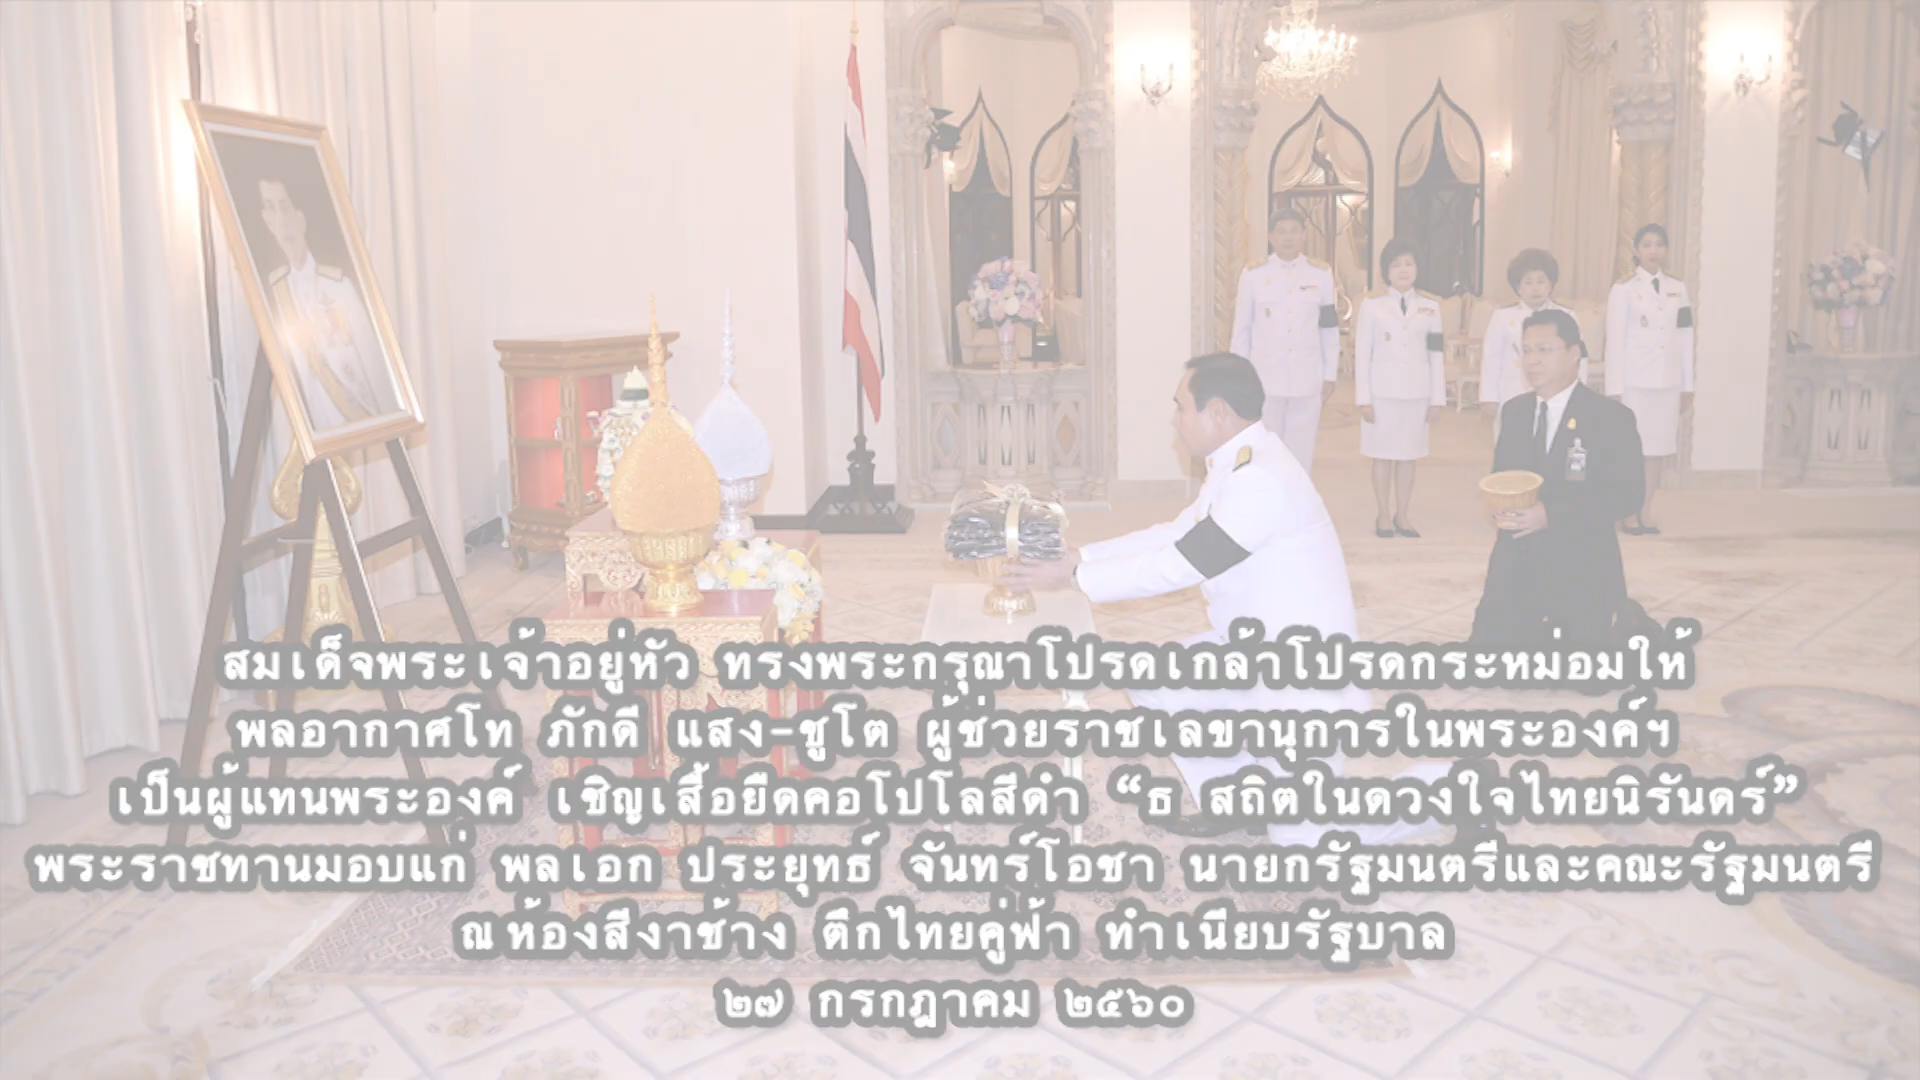 สมเด็จพระเจ้าอยู่หัว ทรงพระกรุณาโปรดเกล้าโปรดกระหม่อมให้
พลอากาศโท ภักดี แสง-ชูโต ผู้ช่วยราชเลขานุการในพระองค์ฯ
เป็นผู้แทนพระองค์ เชิญเสื้อยืดคอโปโลสีดำ “ธ สถิตในดวงใจไทยนิรันดร์”
พระราชทานมอบแก่ พลเอก ประยุทธ์ จันทร์โอชา นายกรัฐมนตรีและคณะรัฐมนตรี
ณ ห้องสีงาช้าง ตึกไทยคู่ฟ้า ทำเนียบรัฐบาล
๒๗ กรกฎาคม ๒๕๖๐